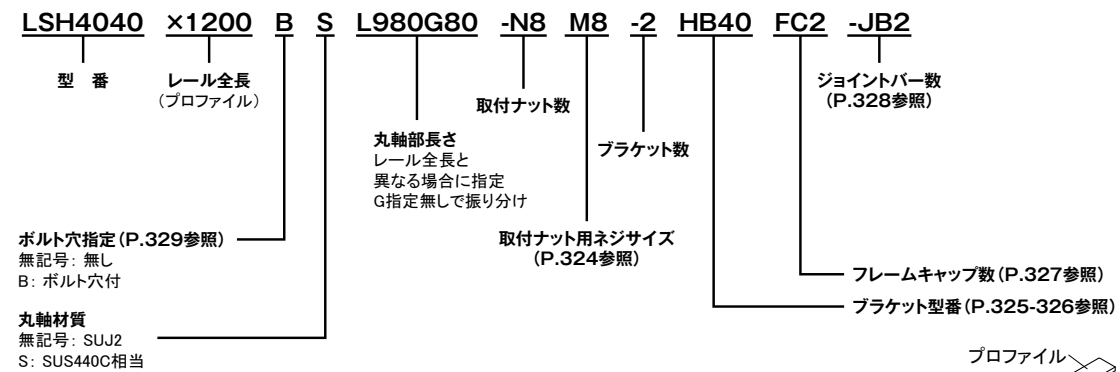 LSH4040 ×1200 B S L980G80 -N8 M8 -2 HB40 FC2 -JB2
型 番
レール全長
(プロファイル)
ジョイントバー数
(P.328参照)
取付ナット数
丸軸部長さ
レール全長と
異なる場合に指定
G指定無しで振り分け
ブラケット数
ボルト穴指定(P.329参照)
無記号: 無し
B: ボルト穴付
取付ナット用ネジサイズ
(P.324参照)
フレームキャップ数(P.327参照)
ブラケット型番(P.325-326参照)
丸軸材質
無記号: SUJ2
S: SUS440C相当
プロファイル